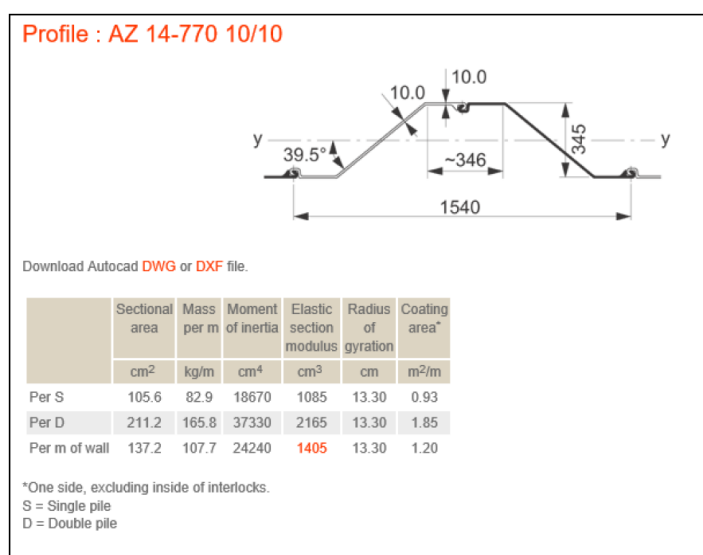 Profile : AZ 14-770 10/10
10.0
10.0
y
y
39.5°
~346
345
1540
Download Autocad DWG or DXF file.
Sectional area Mass per m Moment of inertia Elastic section modulus Radius of gyration Coating area*
cm2 kg/m cm4 cm3 cm m2/m
Per S 105.6 82.9 18670 1085 13.30 0.93
Per D 211.2 165.8 37330 2165 13.30 1.85
Per m of wall 137.2 107.7 24240 1405 13.30 1.20
*One side, excluding inside of interlocks.
S = Single pile
D = Double pile